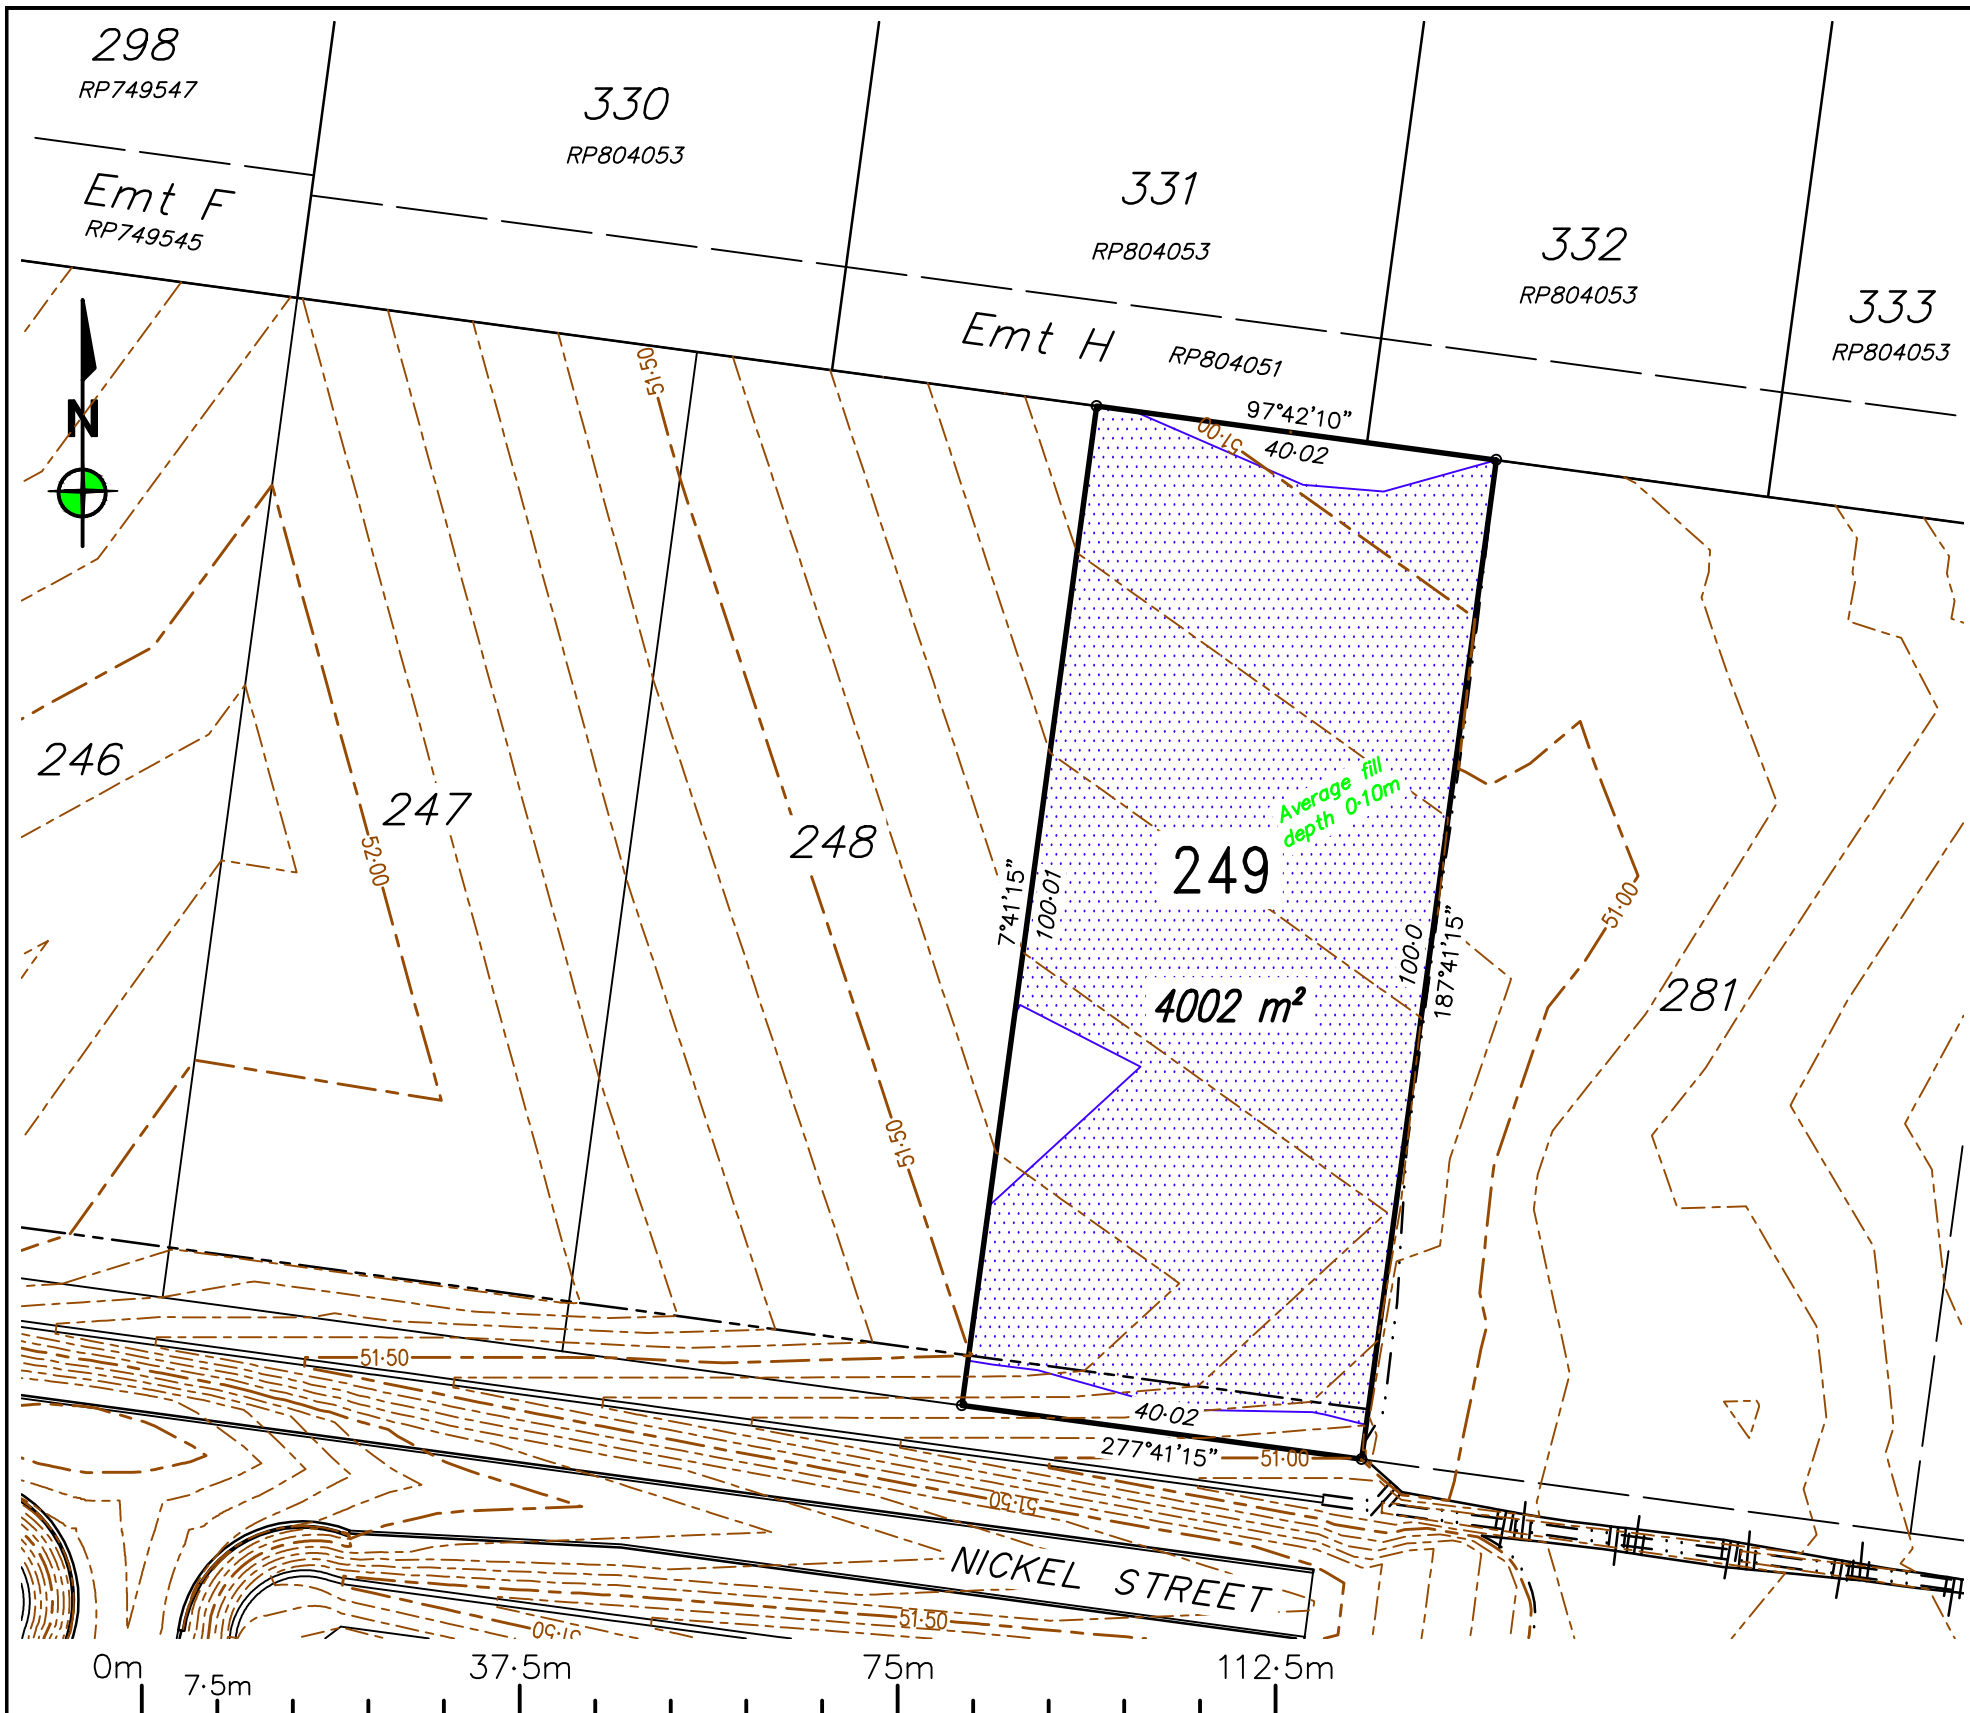 298
RP749547
330
RP804053
331
RP804053
332
RP804053
333
RP804053
Emt F
RP749545
Emt H
RP804051
N
97°42'10"
40·02
51·00
51·50
246
247
52·00
248
51·50
7°41'15"
100·01
Average fill
depth 0·10m
249
4002 m²
100·0
187°41'15"
51·00
281
51·50
40·02
277°41'15"
51·00
51·50
NICKEL STREET
51·50
51·50
0m
7·5m
37·5m
75m
112·5m